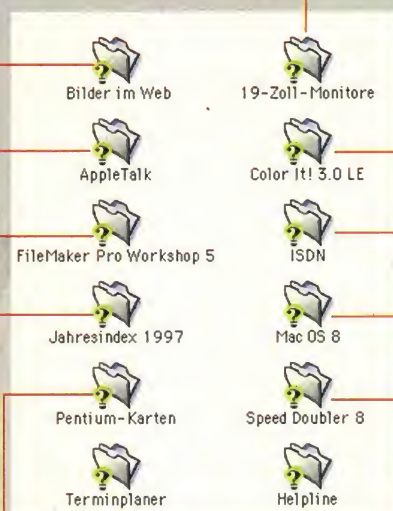 Bilder im Web
19-Zoll-Monitore
AppleTalk
Color It! 3.0 LE
FileMaker Pro Workshop 5
ISDN
Jahresindex 1997
Mac OS 8
Pentium-Karten
Speed Doubler 8
Terminplaner
Helpline